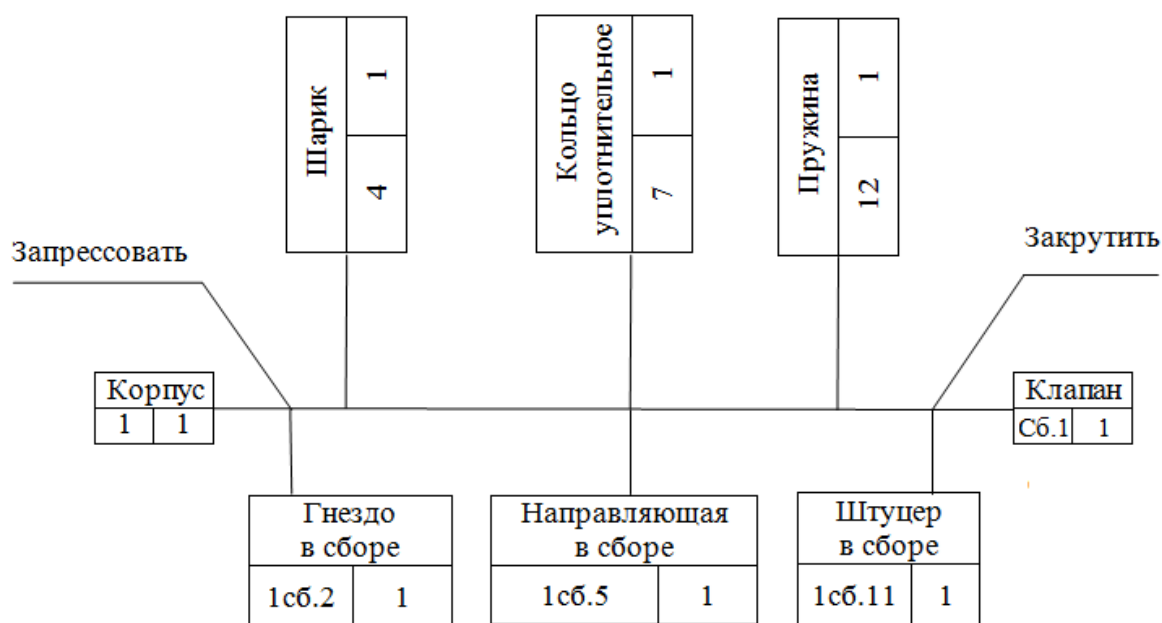 Шарик
1
4
Кольцо
уплотнительное
1
7
Пружина
1
12
Запрессовать
Закрутить
Корпус
1 1
Клапан
Сб.1 1
Гнездо
в сборе
1сб.2 1
Направляющая
в сборе
1сб.5 1
Штуцер
в сборе
1сб.11 1